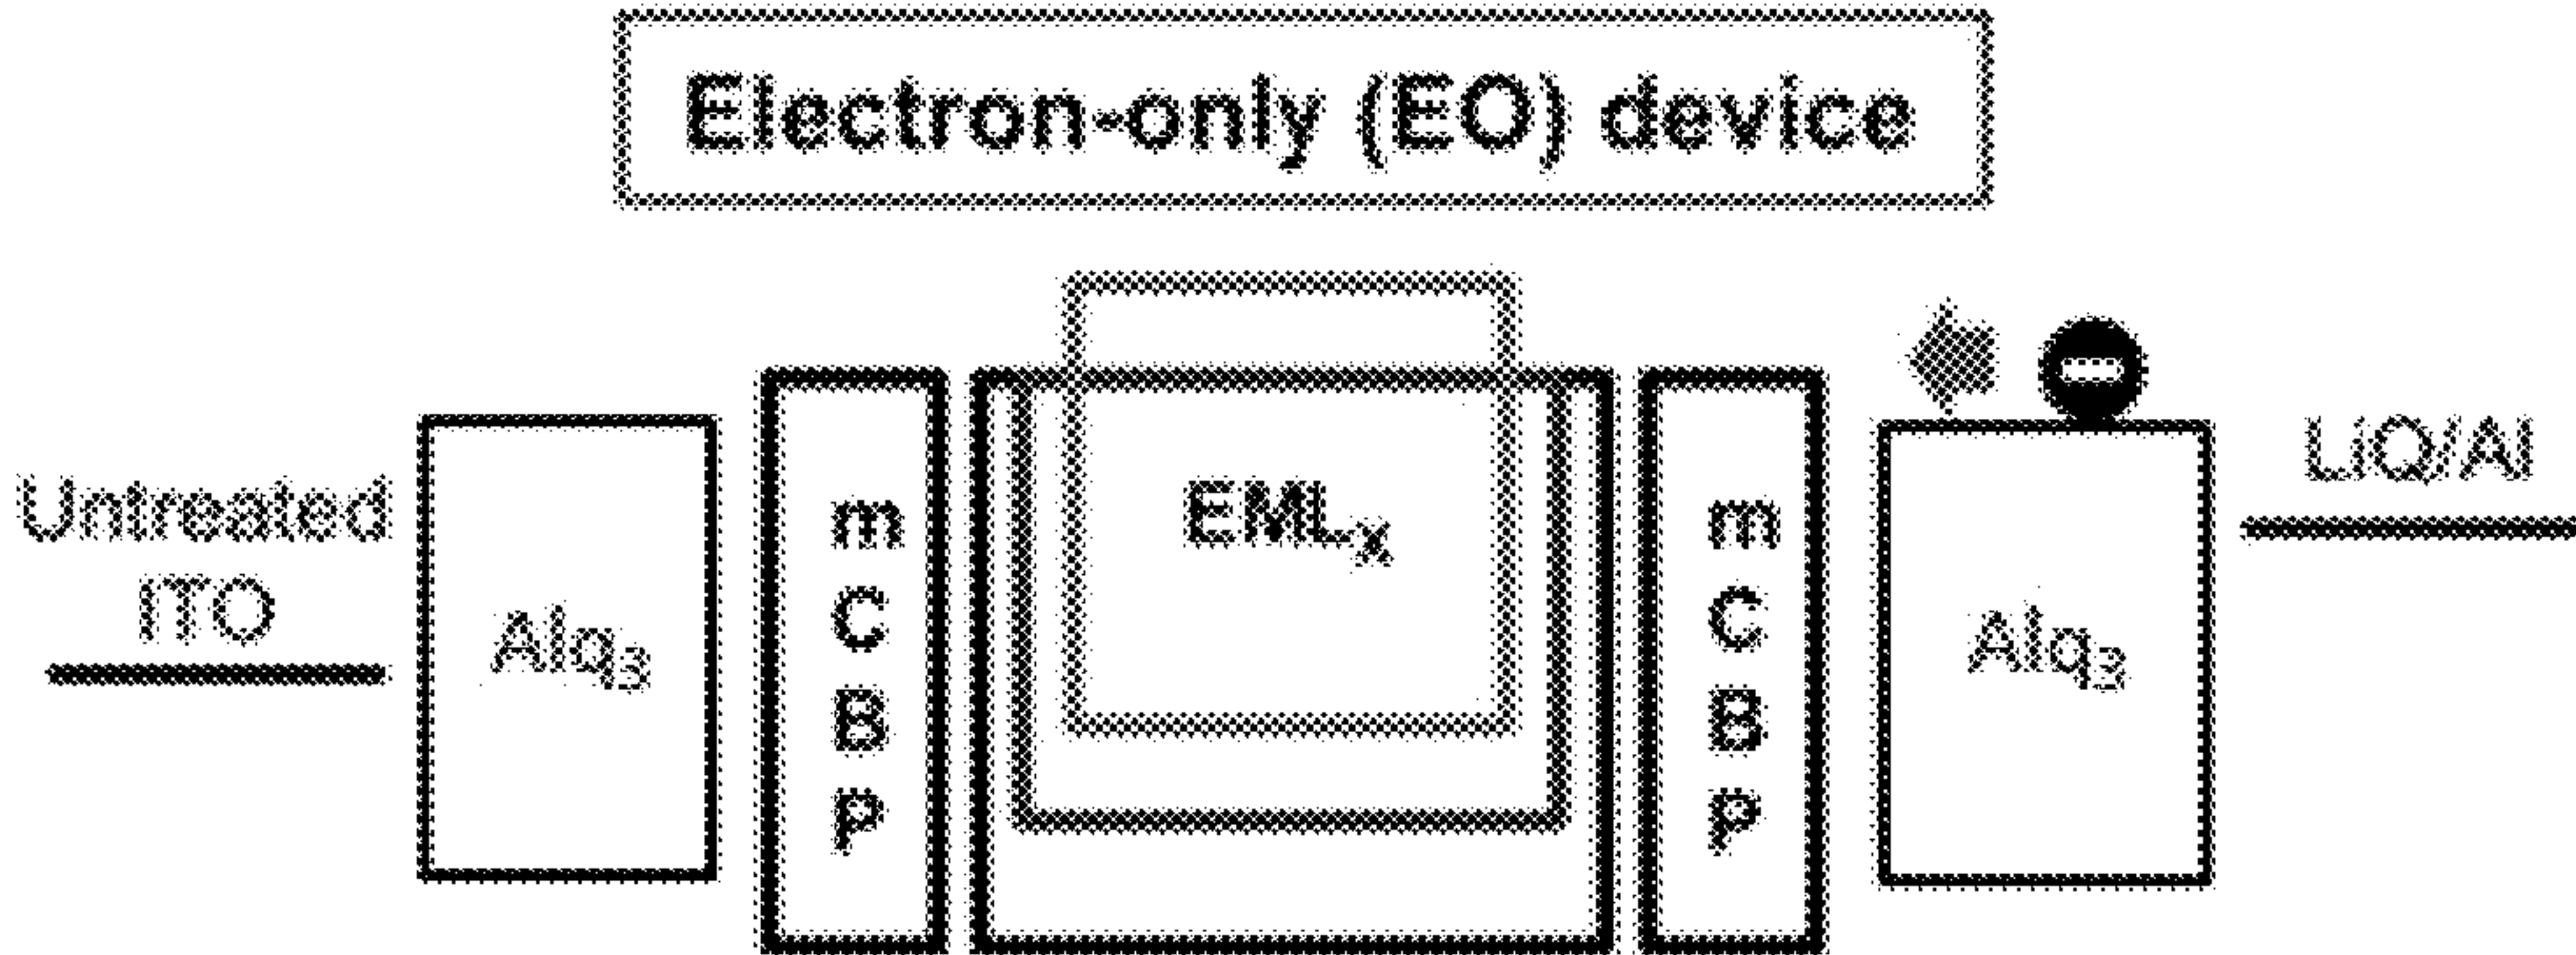 Electron-only (EO) device
Untreated
ITO
Alq₃
m
C
B
P
EMLₓ
m
C
B
P
Alq₃
LiQ/Al